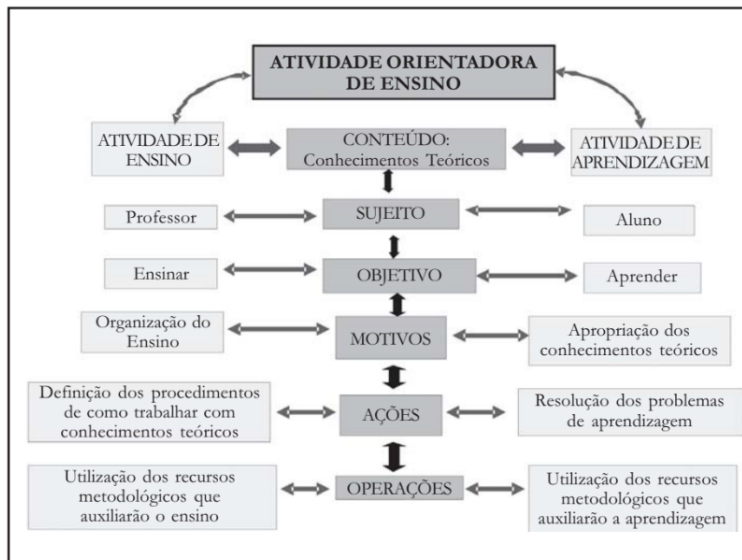 ATIVIDADE ORIENTADORA
DE ENSINO
ATIVIDADE DE
ENSINO
CONTEÚDO:
Conhecimentos Teóricos
ATIVIDADE DE
APRENDIZAGEM
Professor
SUJEITO
Aluno
Ensinar
OBJETIVO
Aprender
Organização do
Ensino
MOTIVOS
Apropriação dos
conhecimentos teóricos
Definição dos procedimentos
de como trabalhar com
conhecimentos teóricos
AÇÕES
Resolução dos problemas
de aprendizagem
Utilização dos recursos
metodológicos que
auxiliarão o ensino
OPERAÇÕES
Utilização dos recursos
metodológicos que
auxiliarão a aprendizagem